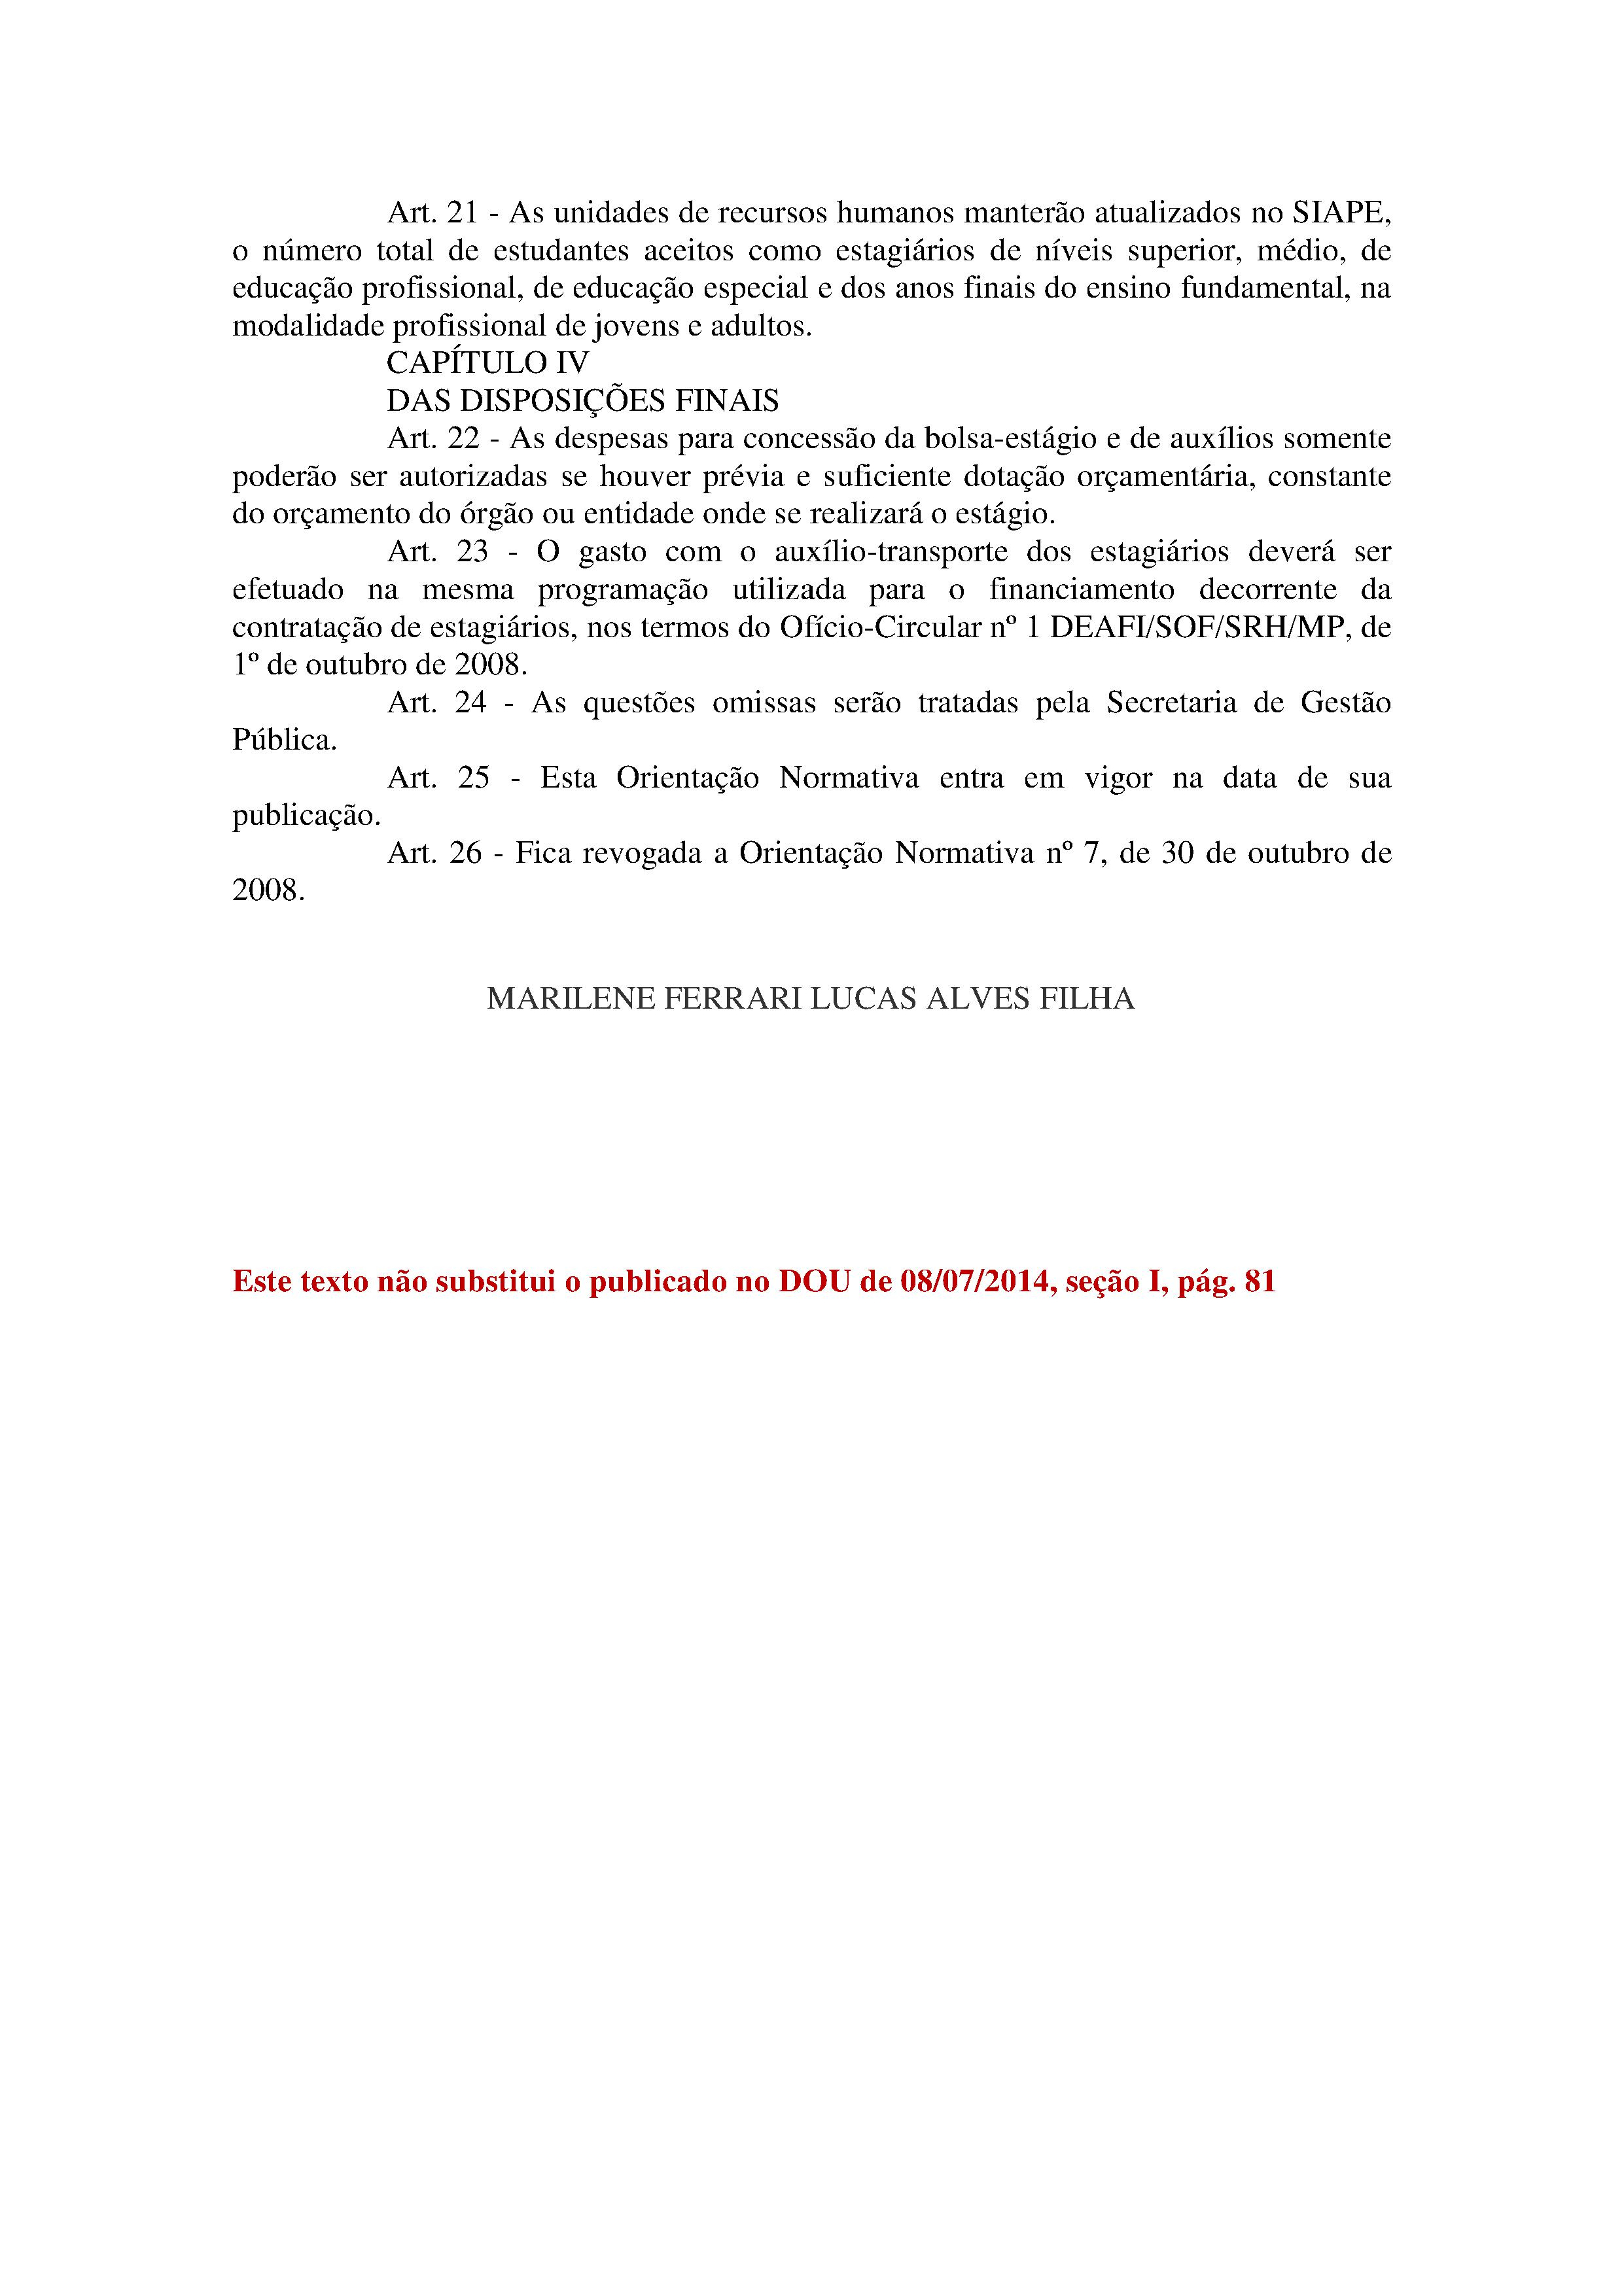 Art. 21 - As unidades de recursos humanos manterão atualizados no SIAPE,
o número total de estudantes aceitos como estagiários de níveis superior, médio, de
educação profissional, de educação especial e dos anos finais do ensino fundamental, na
modalidade profissional de jovens e adultos.
CAPÍTULO IV
DAS DISPOSIÇÕES FINAIS
Art. 22 - As despesas para concessão da bolsa-estágio e de auxílios somente
poderão ser autorizadas se houver prévia e suficiente dotação orçamentária, constante
do orçamento do órgão ou entidade onde se realizará o estágio.
Art. 23 - O gasto com o auxílio-transporte dos estagiários deverá ser
efetuado na mesma programação utilizada para o financiamento decorrente da
contratação de estagiários, nos termos do Ofício-Circular nº 1 DEAFI/SOF/SRH/MP, de
1º de outubro de 2008.
Art. 24 - As questões omissas serão tratadas pela Secretaria de Gestão
Pública.
Art. 25 - Esta Orientação Normativa entra em vigor na data de sua
publicação.
Art. 26 - Fica revogada a Orientação Normativa nº 7, de 30 de outubro de
2008.
MARILENE FERRARI LUCAS ALVES FILHA
Este texto não substitui o publicado no DOU de 08/07/2014, seção I, pág. 81